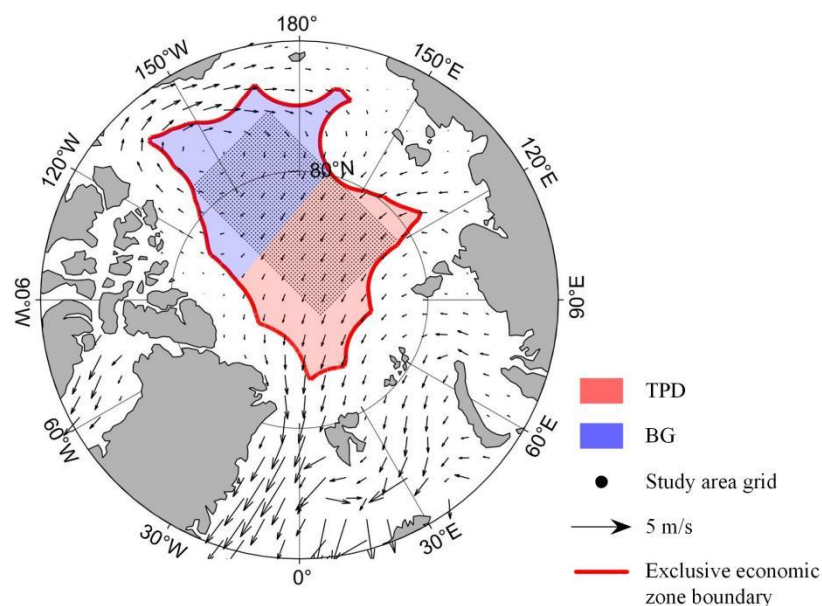 180°
150°W
150°E
120°W
80°N
120°E
90°W
90°E
TPD
60°W
60°E
BG
Study area grid
30°W
30°E
5 m/s
0°
Exclusive economic
zone boundary